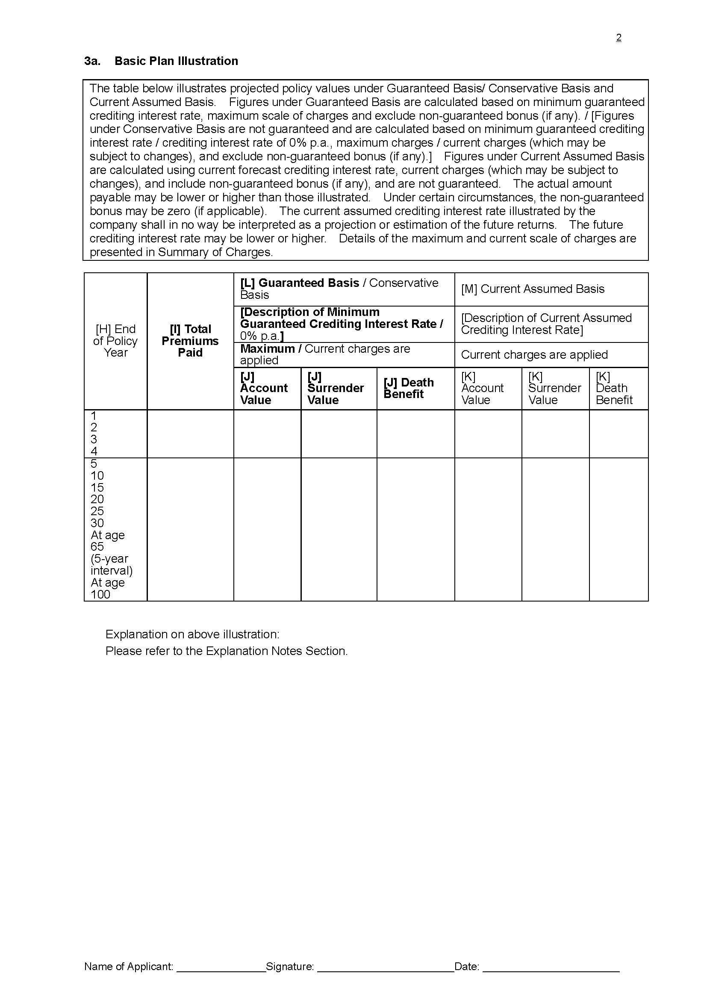 2
3a. Basic Plan Illustration
The table below illustrates projected policy values under Guaranteed Basis/ Conservative Basis and
Current Assumed Basis. Figures under Guaranteed Basis are calculated based on minimum guaranteed
crediting interest rate, maximum scale of charges and exclude non-guaranteed bonus (if any). / [Figures
under Conservative Basis are not guaranteed and are calculated based on minimum guaranteed crediting
interest rate / crediting interest rate of 0% p.a., maximum charges / current charges (which may be
subject to changes), and exclude non-guaranteed bonus (if any).] Figures under Current Assumed Basis
are calculated using current forecast crediting interest rate, current charges (which may be subject to
changes), and include non-guaranteed bonus (if any), and are not guaranteed. The actual amount
payable may be lower or higher than those illustrated. Under certain circumstances, the non-guaranteed
bonus may be zero (if applicable). The current assumed crediting interest rate illustrated by the
company shall in no way be interpreted as a projection or estimation of the future returns. The future
crediting interest rate may be lower or higher. Details of the maximum and current scale of charges are
presented in Summary of Charges.
[H] End
of Policy
Year
[I] Total
Premiums
Paid
[L] Guaranteed Basis / Conservative
Basis
[M] Current Assumed Basis
[Description of Minimum
Guaranteed Crediting Interest Rate /
0% p.a.]
[Description of Current Assumed
Crediting Interest Rate]
Maximum / Current charges are
applied
Current charges are applied
[J]
Account
Value
[J]
Surrender
Value
[J] Death
Benefit
[K]
Account
Value
[K]
Surrender
Value
[K]
Death
Benefit
1
2
3
4
5
10
15
20
25
30
At age
65
(5-year
interval)
At age
100
Explanation on above illustration:
Please refer to the Explanation Notes Section.
Name of Applicant: _______________Signature: _______________________Date: _______________________